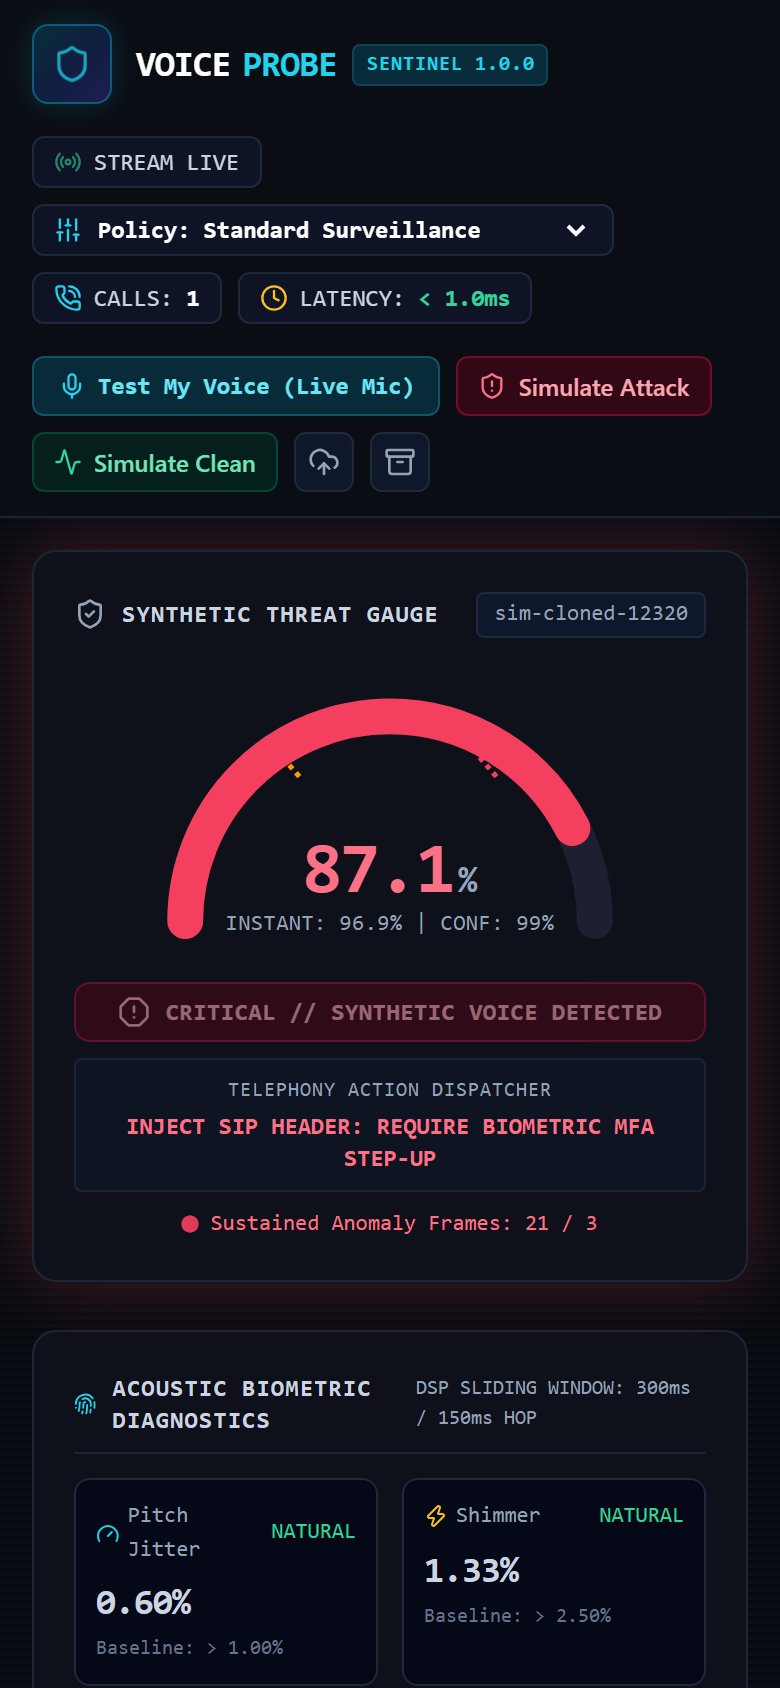 VOICE PROBE SENTINEL 1.0.0
STREAM LIVE
Policy: Standard Surveillance
CALLS: 1 LATENCY: < 1.0ms
Test My Voice (Live Mic) Simulate Attack
Simulate Clean
SYNTHETIC THREAT GAUGE sim-cloned-12320
87.1%
INSTANT: 96.9% | CONF: 99%
CRITICAL // SYNTHETIC VOICE DETECTED
TELEPHONY ACTION DISPATCHER
INJECT SIP HEADER: REQUIRE BIOMETRIC MFA
STEP-UP
Sustained Anomaly Frames: 21 / 3
ACOUSTIC BIOMETRIC
DIAGNOSTICS
DSP SLIDING WINDOW: 300ms
/ 150ms HOP
Pitch
Jitter
NATURAL
0.60%
Baseline: > 1.00%
Shimmer NATURAL
1.33%
Baseline: > 2.50%